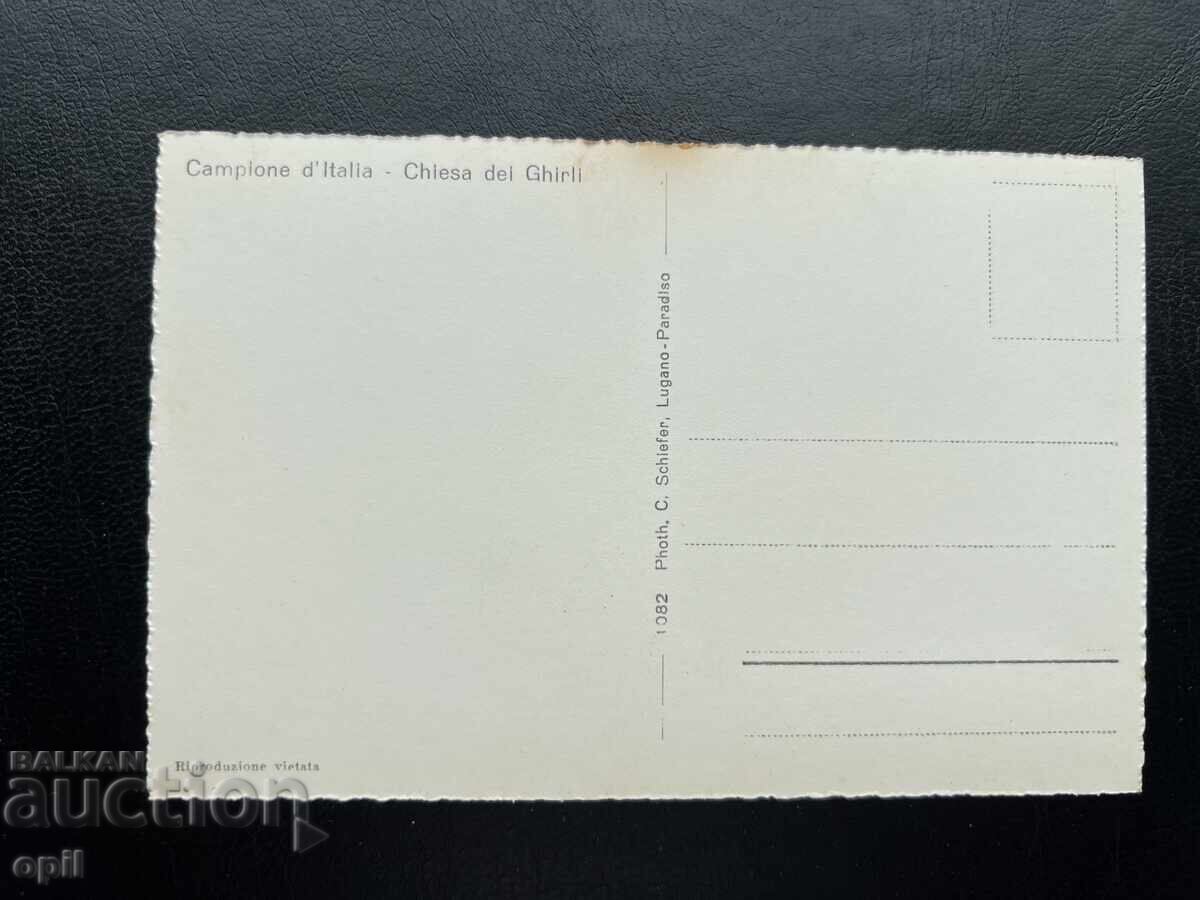 Campione d'Italia - Chiesa dei Ghirli
1082 Photh, C. Schiefer, Lugano-Paradiso
Riproduzione vietata
BALKAN
auction
opil